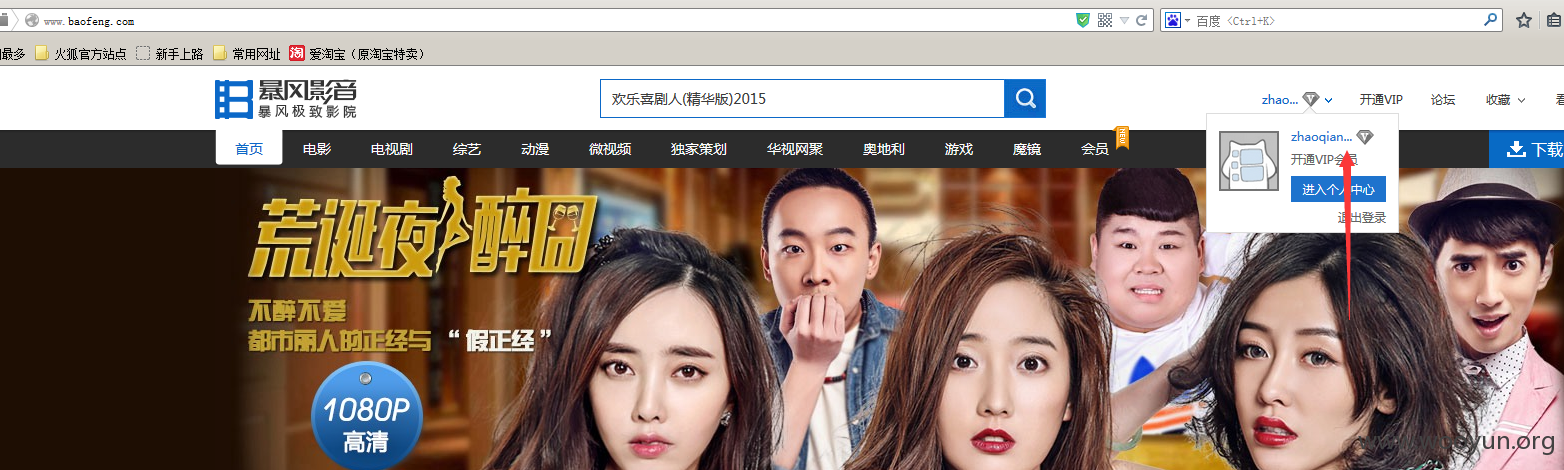 www.baofeng.com
百度 <Ctrl+K>
最多 火狐官方站点 新手上路 常用网址 淘 爱淘宝（原淘宝特卖）
暴风影音
暴风极致影院
欢乐喜剧人(精华版)2015
zhao... 开通VIP 论坛 收藏
首页 电影 电视剧 综艺 动漫 微视频 独家策划 华视网聚 奥地利 游戏 魔镜 会员 下载
zhaoqian...
开通VIP会员
进入个人中心
退出登录
荒诞夜醉囧
不醉不爱
都市丽人的正经与“假正经”
1080P
高清